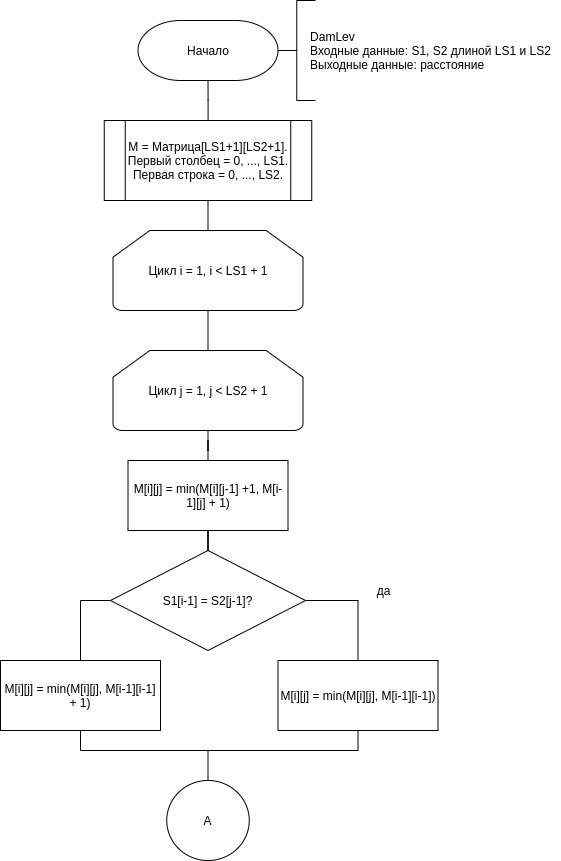 Начало
DamLev
Входные данные: S1, S2 длиной LS1 и LS2
Выходные данные: расстояние
M = Матрица[LS1+1][LS2+1].
Первый столбец = 0, ..., LS1.
Первая строка = 0, ..., LS2.
Цикл i = 1, i < LS1 + 1
Цикл j = 1, j < LS2 + 1
M[i][j] = min(M[i][j-1] +1, M[i-
1][j] + 1)
S1[i-1] = S2[j-1]?
да
M[i][j] = min(M[i][j], M[i-1][i-1]
+ 1)
M[i][j] = min(M[i][j], M[i-1][i-1])
A